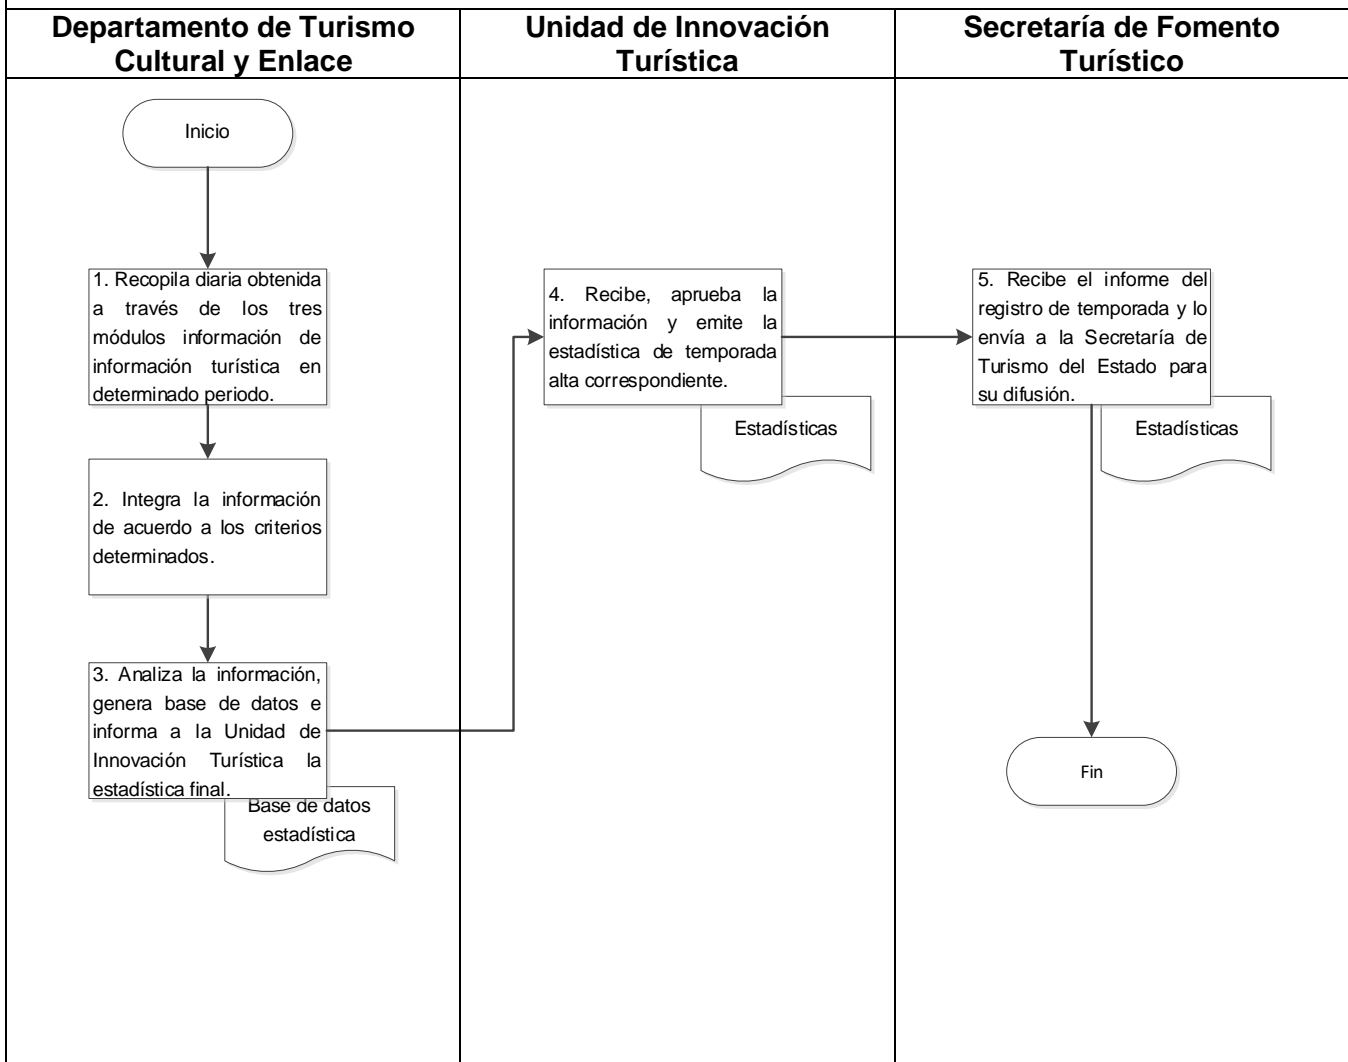 Departamento de Turismo
Cultural y Enlace
Unidad de Innovación
Turística
Secretaría de Fomento
Turístico
Inicio
1. Recopila diaria obtenida
a través de los tres
módulos información de
información turística en
determinado periodo.
2. Integra la información
de acuerdo a los criterios
determinados.
3. Analiza la información,
genera base de datos e
informa a la Unidad de
Innovación Turística la
estadística final.
Base de datos
estadística
4. Recibe, aprueba la
información y emite la
estadística de temporada
alta correspondiente.
Estadísticas
5. Recibe el informe del
registro de temporada y lo
envía a la Secretaría de
Turismo del Estado para
su difusión.
Estadísticas
Fin